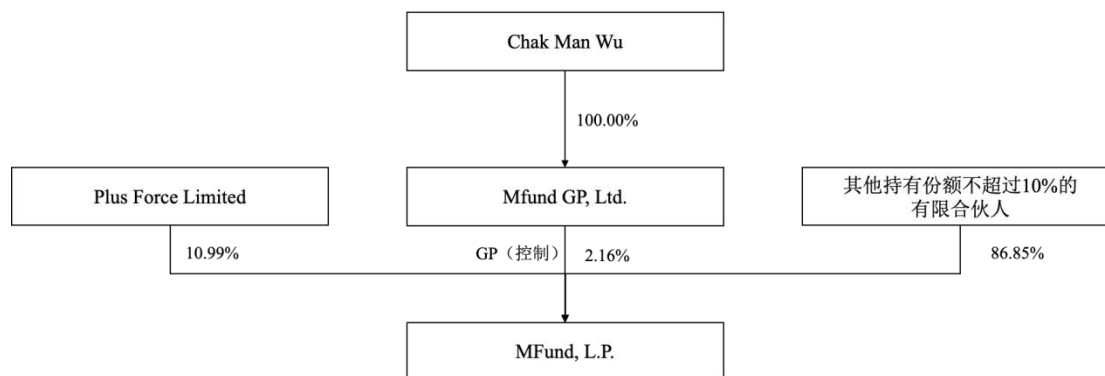 Chak Man Wu
100.00%
Plus Force Limited
Mfund GP, Ltd.
其他持有份额不超过10%的
有限合伙人
10.99%
GP（控制）
2.16%
86.85%
MFund, L.P.